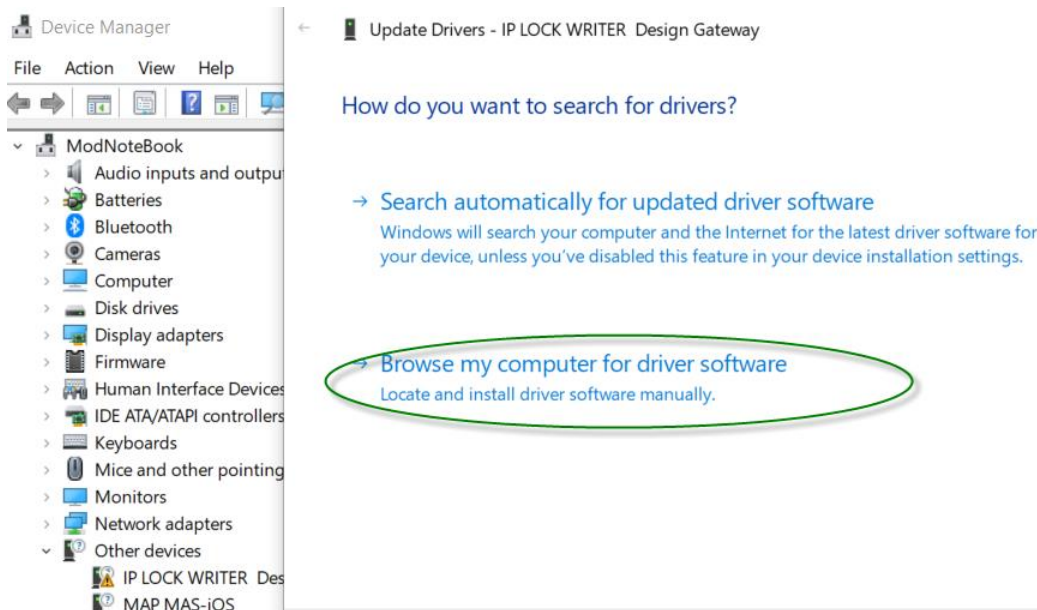 Device Manager
File Action View Help
ModNoteBook
Audio inputs and outpu
Batteries
Bluetooth
Cameras
Computer
Disk drives
Display adapters
Firmware
Human Interface Devices
IDE ATA/ATAPI controllers
Keyboards
Mice and other pointing
Monitors
Network adapters
Other devices
IP LOCK WRITER Des
MAP MAS-iOS
Update Drivers - IP LOCK WRITER Design Gateway
How do you want to search for drivers?
Search automatically for updated driver software
Windows will search your computer and the Internet for the latest driver software for
your device, unless you've disabled this feature in your device installation settings.
Browse my computer for driver software
Locate and install driver software manually.